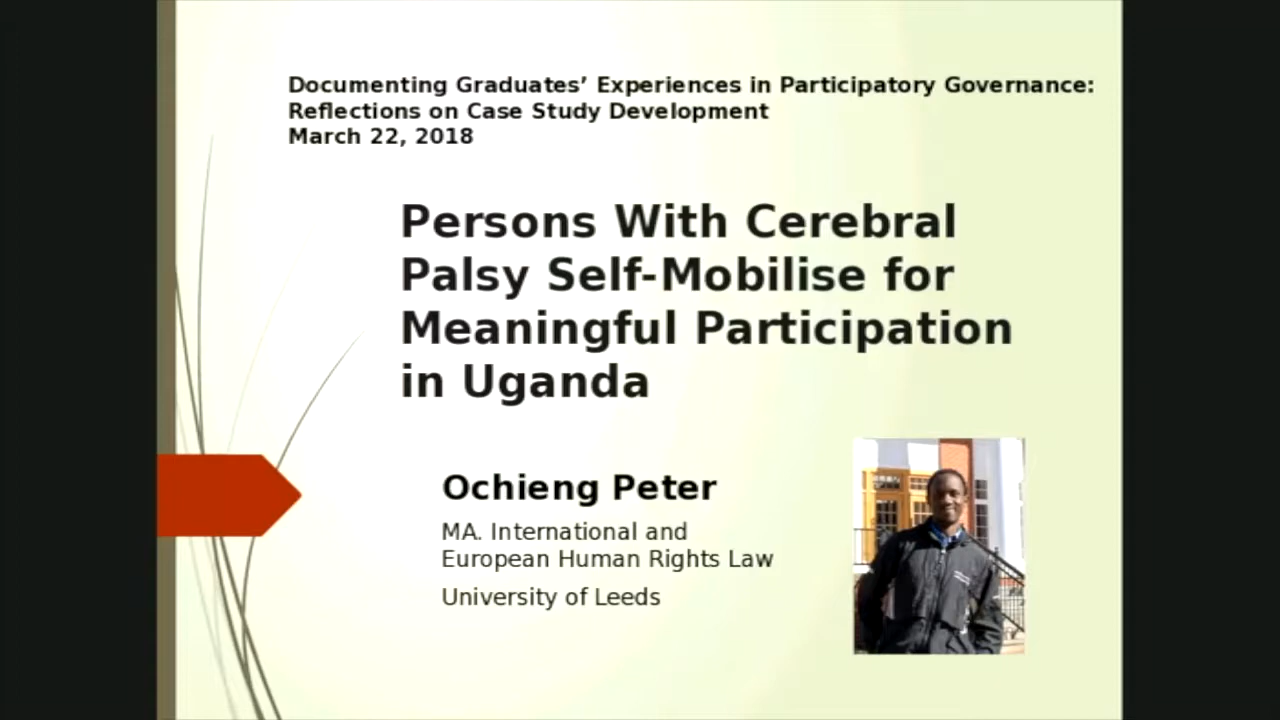 Documenting Graduates’ Experiences in Participatory Governance:
Reflections on Case Study Development
March 22, 2018
Persons With Cerebral
Palsy Self-Mobilise for
Meaningful Participation
in Uganda
Ochieng Peter
MA. International and
European Human Rights Law
University of Leeds